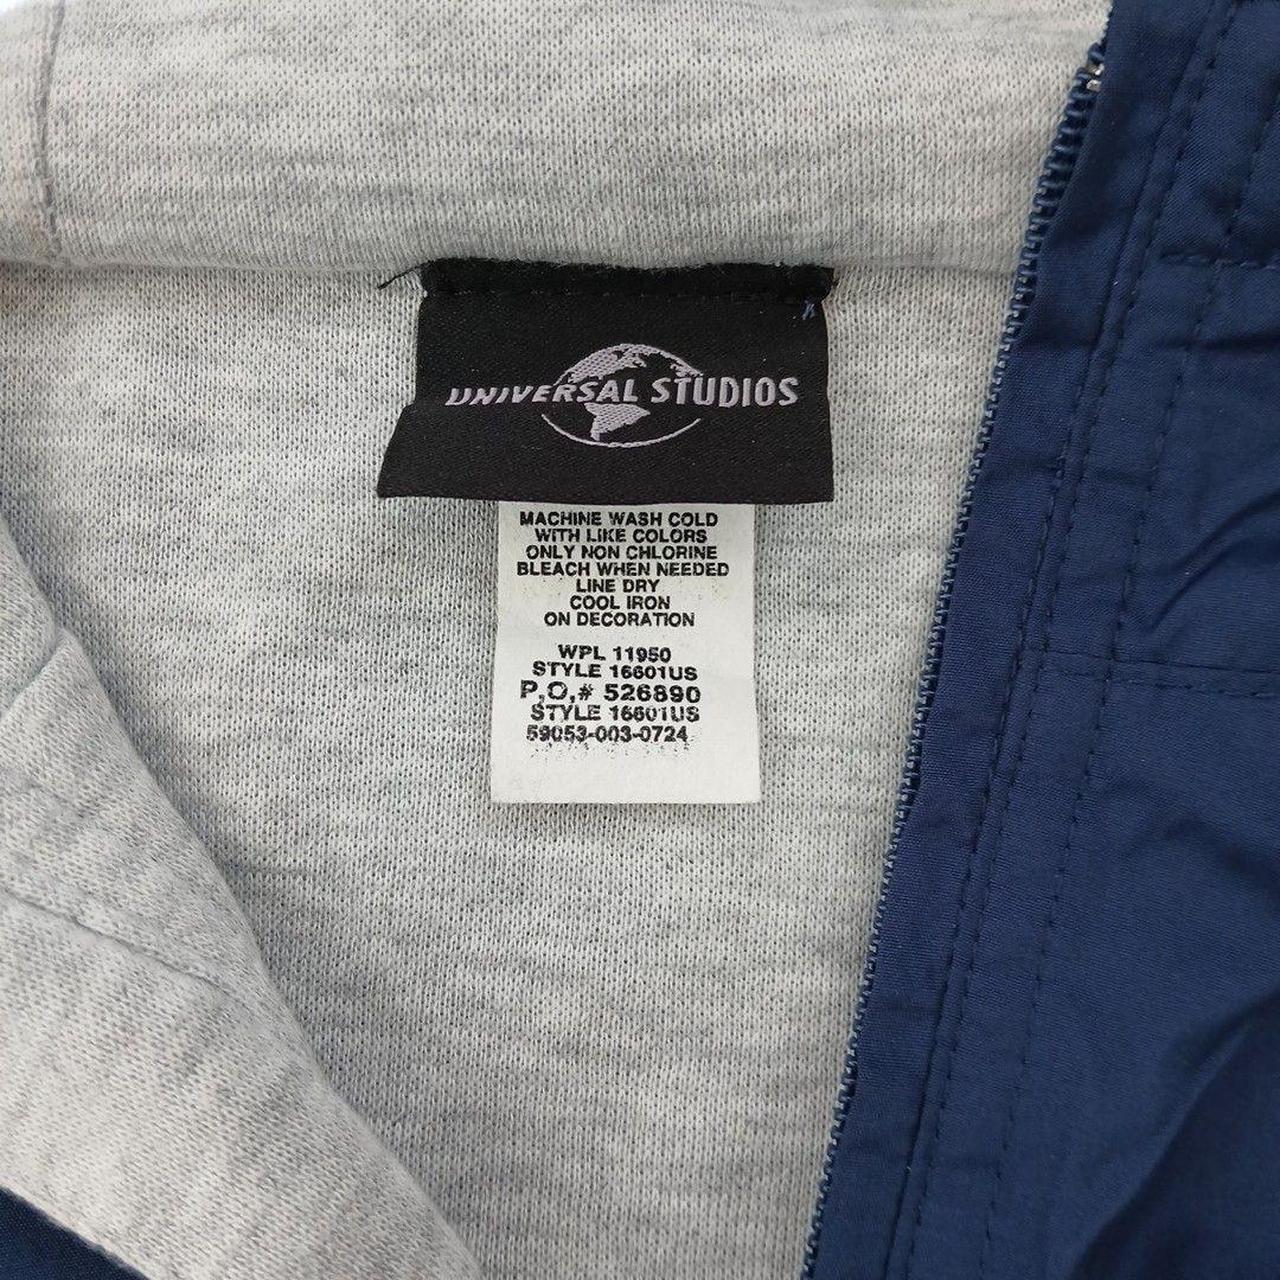 UNIVERSAL STUDIOS
MACHINE WASH COLD
WITH LIKE COLORS
ONLY NON CHLORINE
BLEACH WHEN NEEDED
LINE DRY
COOL IRON
ON DECORATION
WPL 11950
STYLE 16601US
P,O,# 526890
STYLE 16601US
59053-003-0724